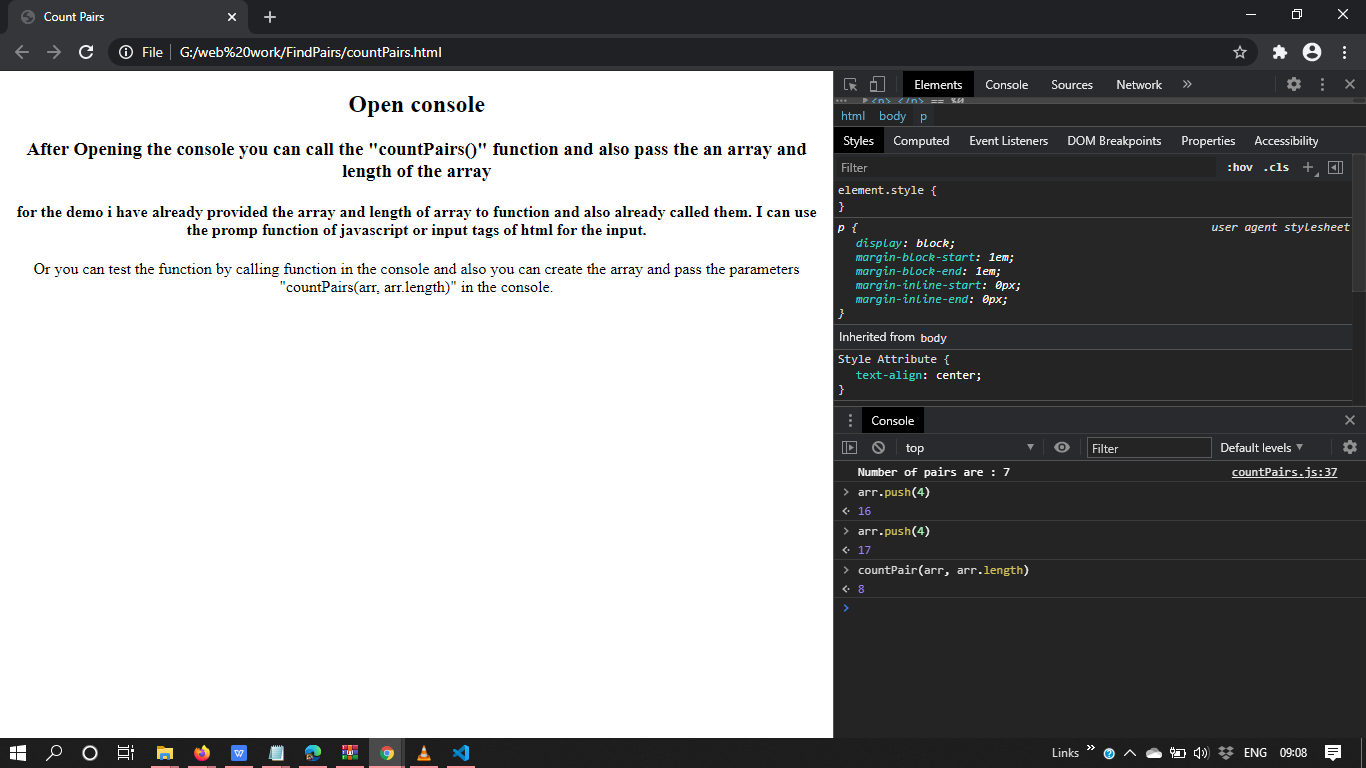 Count Pairs
File
G:/web%20work/FindPairs/countPairs.html
Open console
After Opening the console you can call the "countPairs()" function and also pass the an array and
length of the array
for the demo i have already provided the array and length of array to function and also already called them. I can use
the promp function of javascript or input tags of html for the input.
Or you can test the function by calling function in the console and also you can create the array and pass the parameters
"countPairs(arr, arr.length)" in the console.
Elements Console Sources Network »
html body p
Styles Computed Event Listeners DOM Breakpoints Properties Accessibility
Filter :hov .cls +
element.style {
}
p { user agent stylesheet
display: block;
margin-block-start: 1em;
margin-block-end: 1em;
margin-inline-start: 0px;
margin-inline-end: 0px;
}
Inherited from body
Style Attribute {
text-align: center;
}
Console
top Filter Default levels
Number of pairs are : 7 countPairs.js:37
arr.push(4)
16
arr.push(4)
17
countPair(arr, arr.length)
8
Links » ENG 09:08